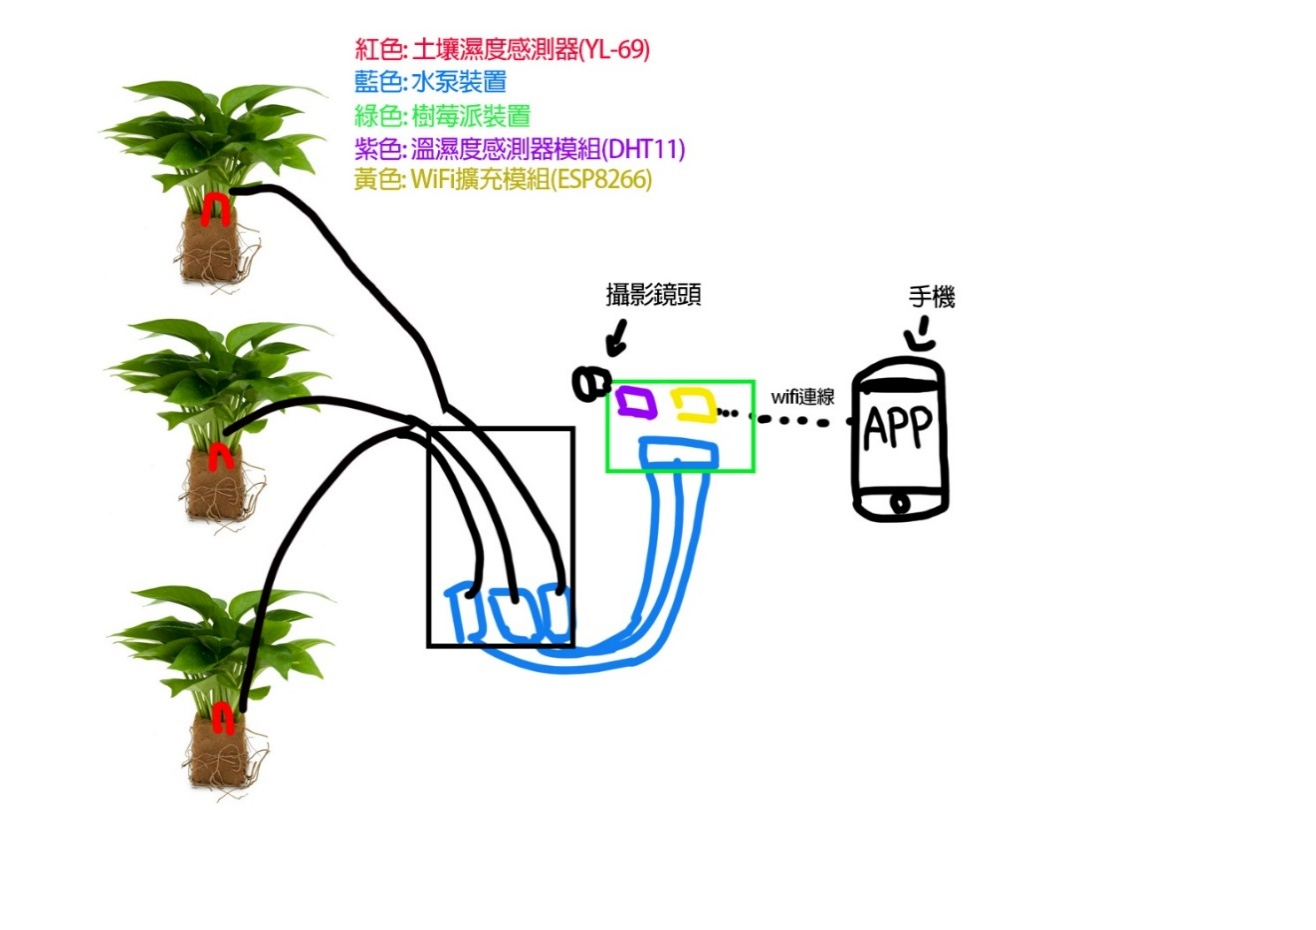 紅色: 土壤濕度感測器(YL-69)
藍色: 水泵裝置
綠色: 樹莓派裝置
紫色: 溫濕度感測器模組(DHT11)
黃色: WiFi擴充模組(ESP8266)
攝影鏡頭
手機
wifi連線
APP